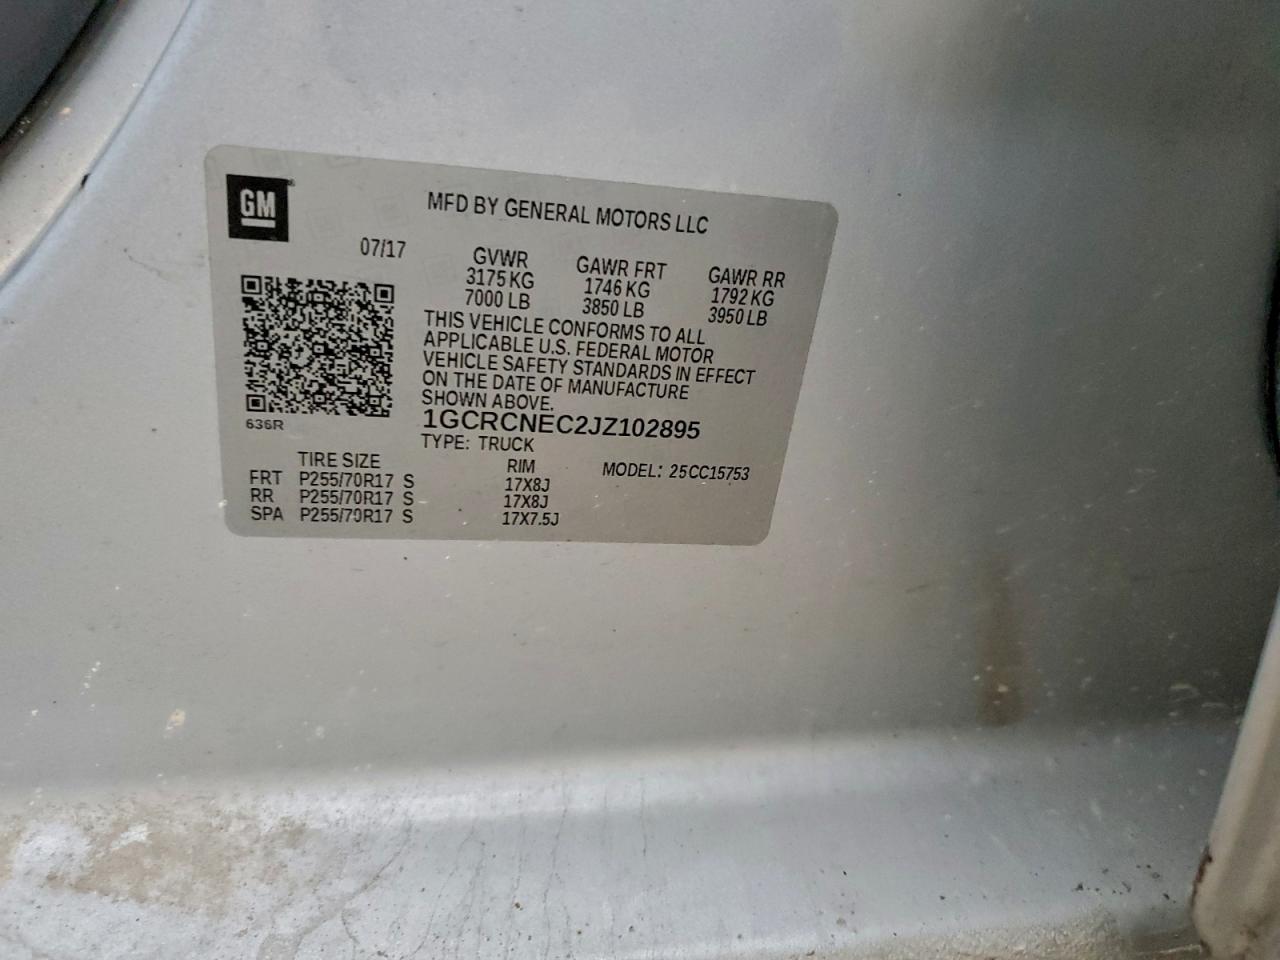 GM
MFD BY GENERAL MOTORS LLC
07/17
GVWR GAWR FRT GAWR RR
3175 KG 1746 KG 1792 KG
7000 LB 3850 LB 3950 LB
THIS VEHICLE CONFORMS TO ALL
APPLICABLE U.S. FEDERAL MOTOR
VEHICLE SAFETY STANDARDS IN EFFECT
ON THE DATE OF MANUFACTURE
SHOWN ABOVE.
636R
1GCRCNEC2JZ102895
TYPE: TRUCK
TIRE SIZE RIM MODEL: 25CC15753
FRT P255/70R17 S 17X8J
RR P255/70R17 S 17X8J
SPA P255/70R17 S 17X7.5J